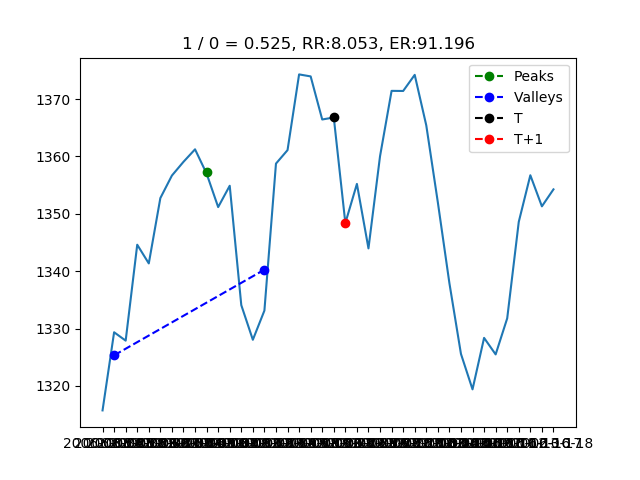 1 / 0 = 0.525, RR:8.053, ER:91.196
Peaks
Valleys
T
T+1
1370
1360
1350
1340
1330
1320